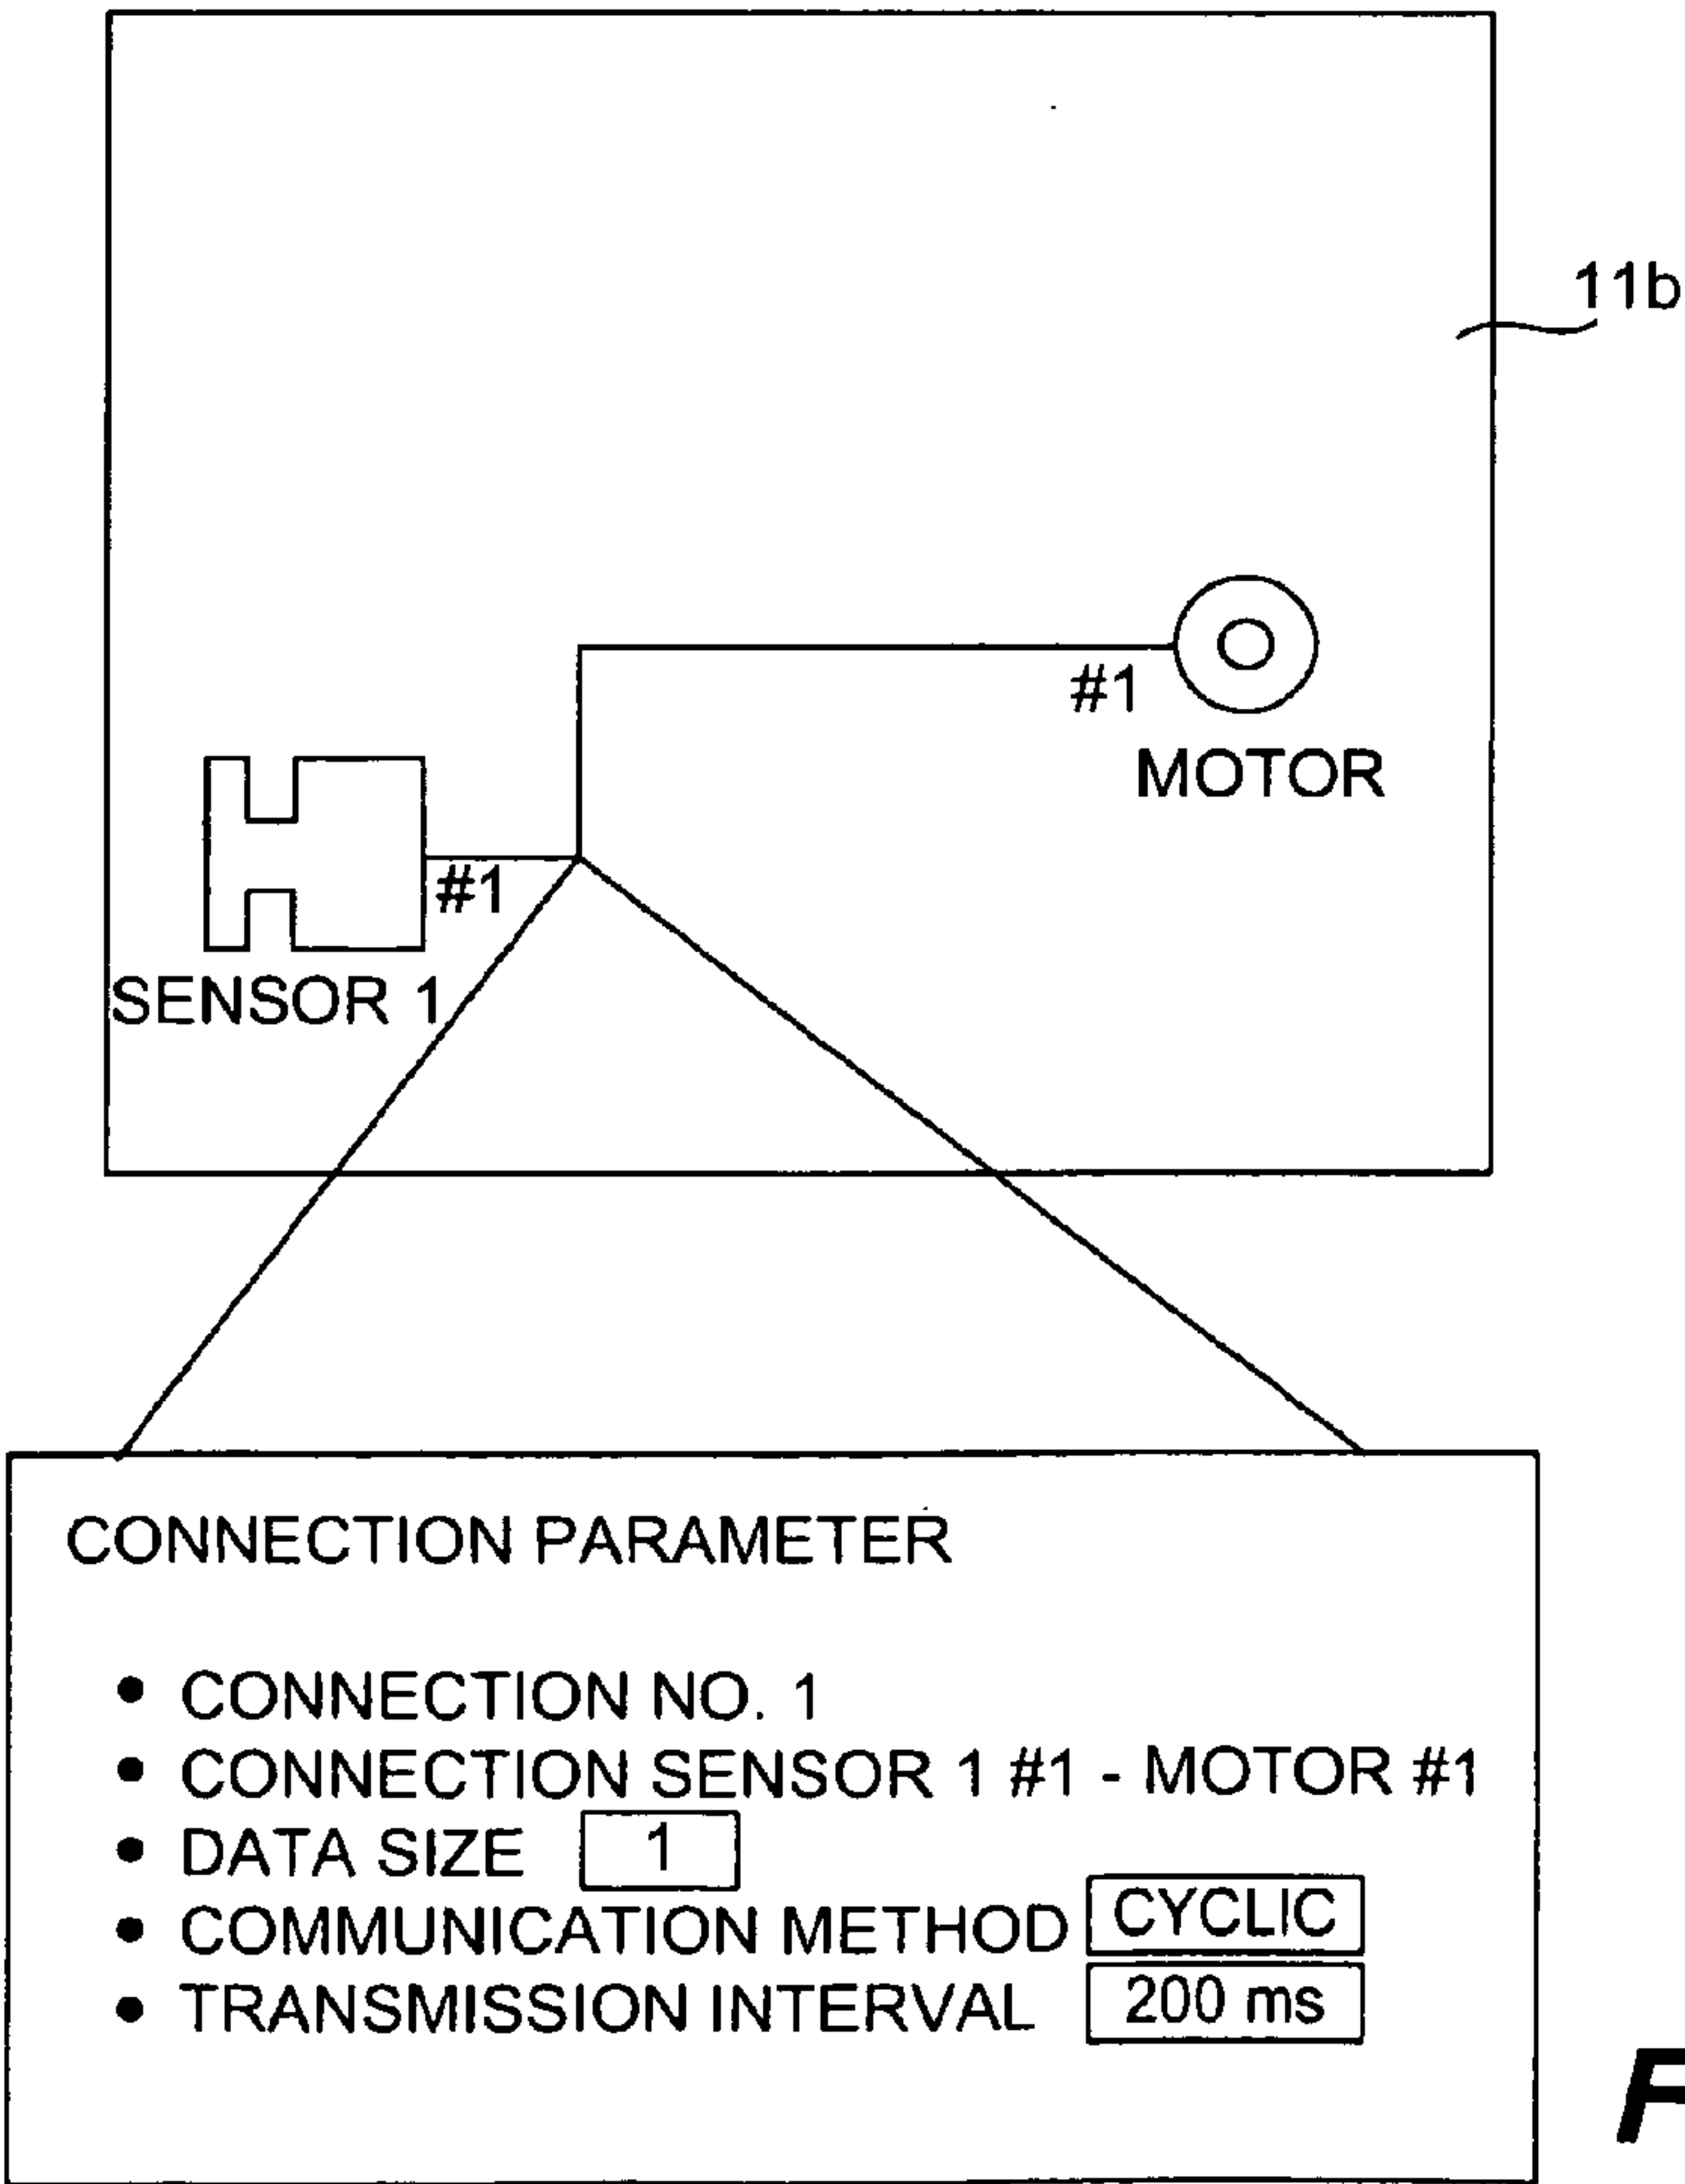 11b
#1
MOTOR
#1
SENSOR 1
CONNECTION PARAMETER
• CONNECTION NO. 1
• CONNECTION SENSOR 1 #1 - MOTOR #1
• DATA SIZE 1
• COMMUNICATION METHOD CYCLIC
• TRANSMISSION INTERVAL 200 ms